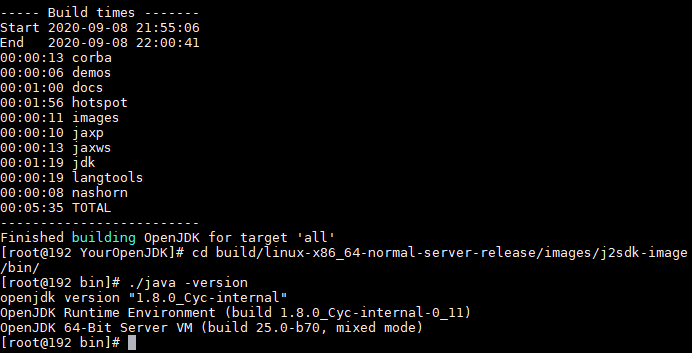 ----- Build times -------
Start 2020-09-08 21:55:06
End   2020-09-08 22:00:41
00:00:13 corba
00:00:06 demos
00:01:00 docs
00:01:56 hotspot
00:00:11 images
00:00:10 jaxp
00:00:13 jaxws
00:01:19 jdk
00:00:19 langtools
00:00:08 nashorn
00:05:35 TOTAL
-------------------------
Finished building OpenJDK for target 'all'
[root@192 YourOpenJDK]# cd build/linux-x86_64-normal-server-release/images/j2sdk-image
/bin/
[root@192 bin]# ./java -version
openjdk version "1.8.0_Cyc-internal"
OpenJDK Runtime Environment (build 1.8.0_Cyc-internal-0_11)
OpenJDK 64-Bit Server VM (build 25.0-b70, mixed mode)
[root@192 bin]#